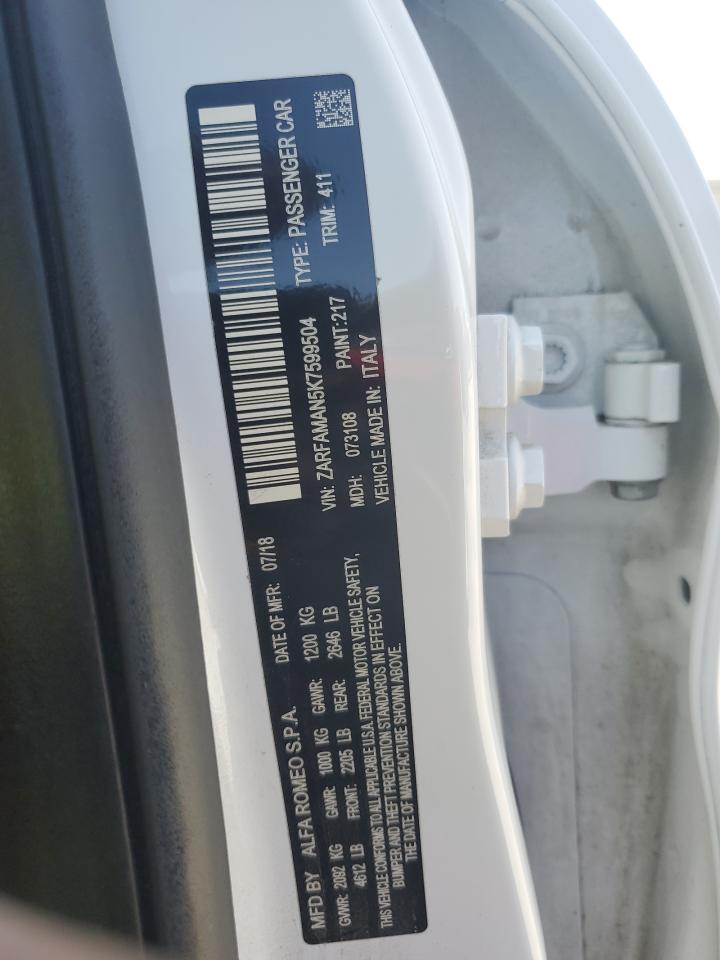 MFD BY ALFA ROMEO S.P.A. DATE OF MFR: 07/18
GVWR: 2092 KG GAWR: 1000 KG GAWR: 1200 KG
4612 LB FRONT: 2205 LB REAR: 2646 LB
THIS VEHICLE CONFORMS TO ALL APPLICABLE U.S.A. FEDERAL MOTOR VEHICLE SAFETY,
BUMPER AND THEFT PREVENTION STANDARDS IN EFFECT ON
THE DATE OF MANUFACTURE SHOWN ABOVE.
VIN: ZARFAMAN5K7599504 TYPE: PASSENGER CAR
MDH: 073108 PAINT:217 TRIM: 411
VEHICLE MADE IN: ITALY